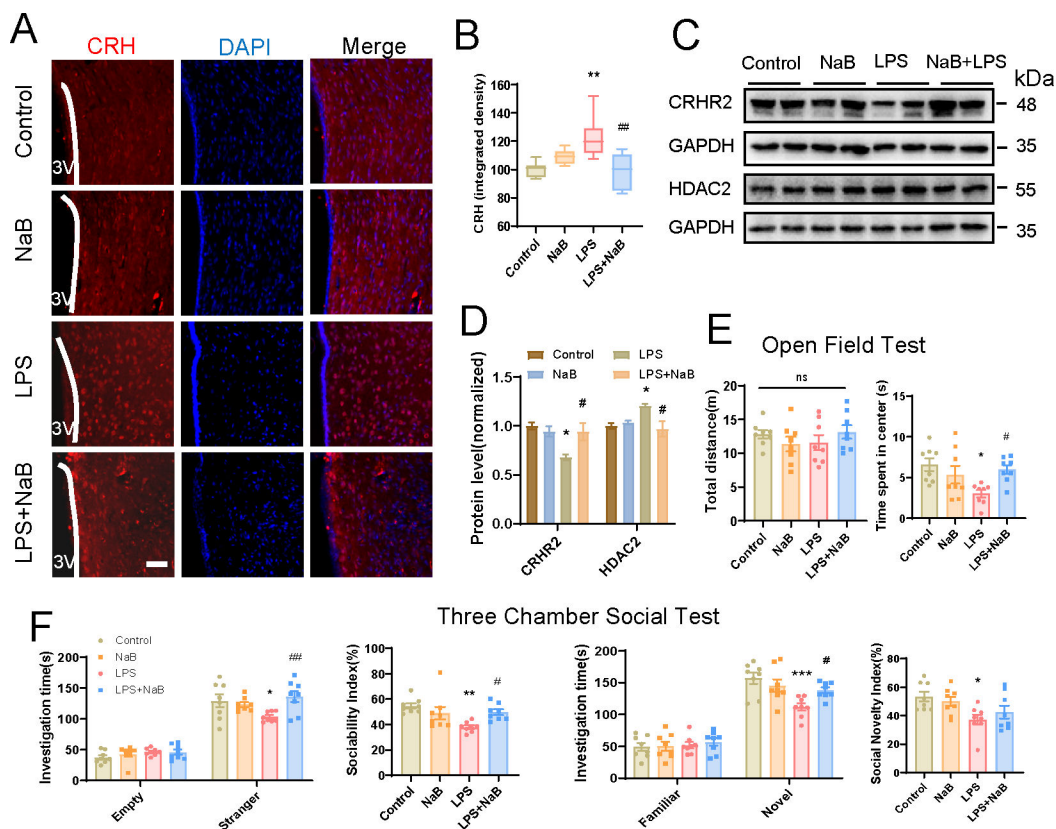 A
CRH
DAPI
Merge
Control
3V
NaB
3V
LPS
3V
LPS+NaB
3V
B
CRH (integrated density)
160
140
120
100
80
60
**
##
Control
NaB
LPS
LPS+NaB
C
Control
NaB
LPS
NaB+LPS
kDa
CRHR2
48
GAPDH
35
HDAC2
55
GAPDH
35
D
Control
LPS
NaB
LPS+NaB
Protein level(normalized)
1.5
1.0
0.5
0.0
*
#
*
#
CRHR2
HDAC2
E
Open Field Test
Total distance(m)
25
20
15
10
5
0
ns
Control
NaB
LPS
LPS+NaB
Time spent in center (s)
15
10
5
0
*
#
Control
NaB
LPS
LPS+NaB
F
Three Chamber Social Test
Control
NaB
LPS
LPS+NaB
Investigation time(s)
200
150
100
50
0
*
##
Empty
Stranger
Sociability Index(%)
100
80
60
40
20
0
**
#
Control
NaB
LPS
LPS+NaB
Investigation time(s)
200
150
100
50
0
***
#
Familiar
Novel
Social Novelty Index(%)
100
80
60
40
20
0
*
Control
NaB
LPS
LPS+NaB